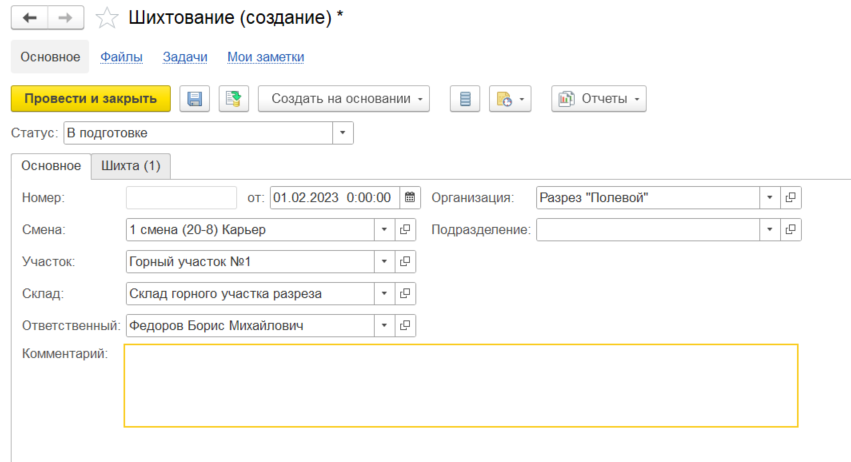 Шихтование (создание) *
Основное Файлы Задачи Мои заметки
Провести и закрыть Создать на основании Отчеты
Статус: В подготовке
Основное Шихта (1)
Номер: от: 01.02.2023 0:00:00 Организация: Разрез "Полевой"
Смена: 1 смена (20-8) Карьер Подразделение:
Участок: Горный участок №1
Склад: Склад горного участка разреза
Ответственный: Федоров Борис Михайлович
Комментарий: